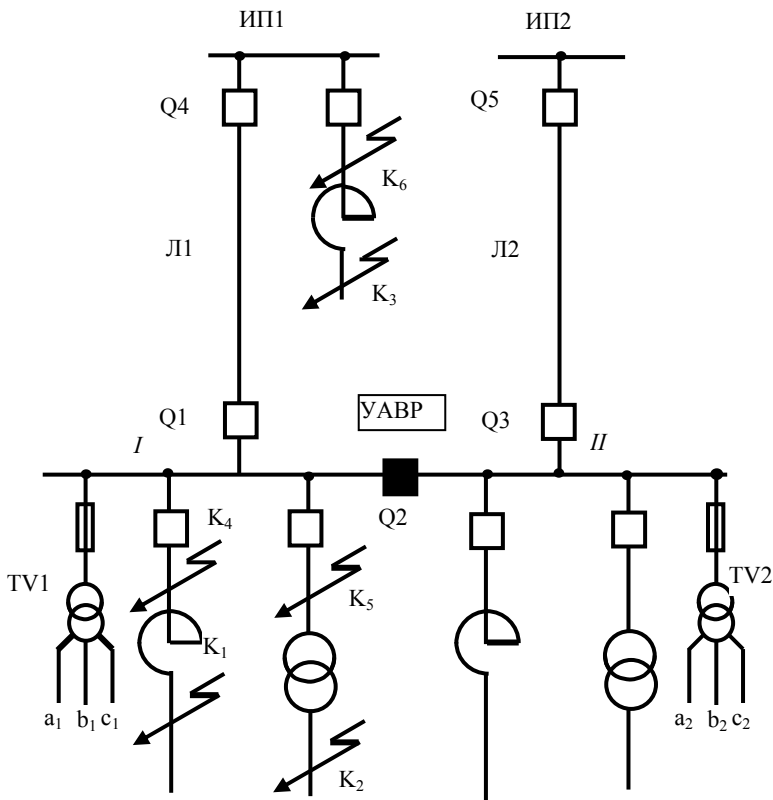 ИП1
ИП2
Q4
Q5
K₆
Л1
Л2
K₃
Q1
УАВР
Q3
I
II
Q2
K₄
TV1
TV2
K₅
K₁
a₁ b₁ c₁
a₂ b₂ c₂
K₂